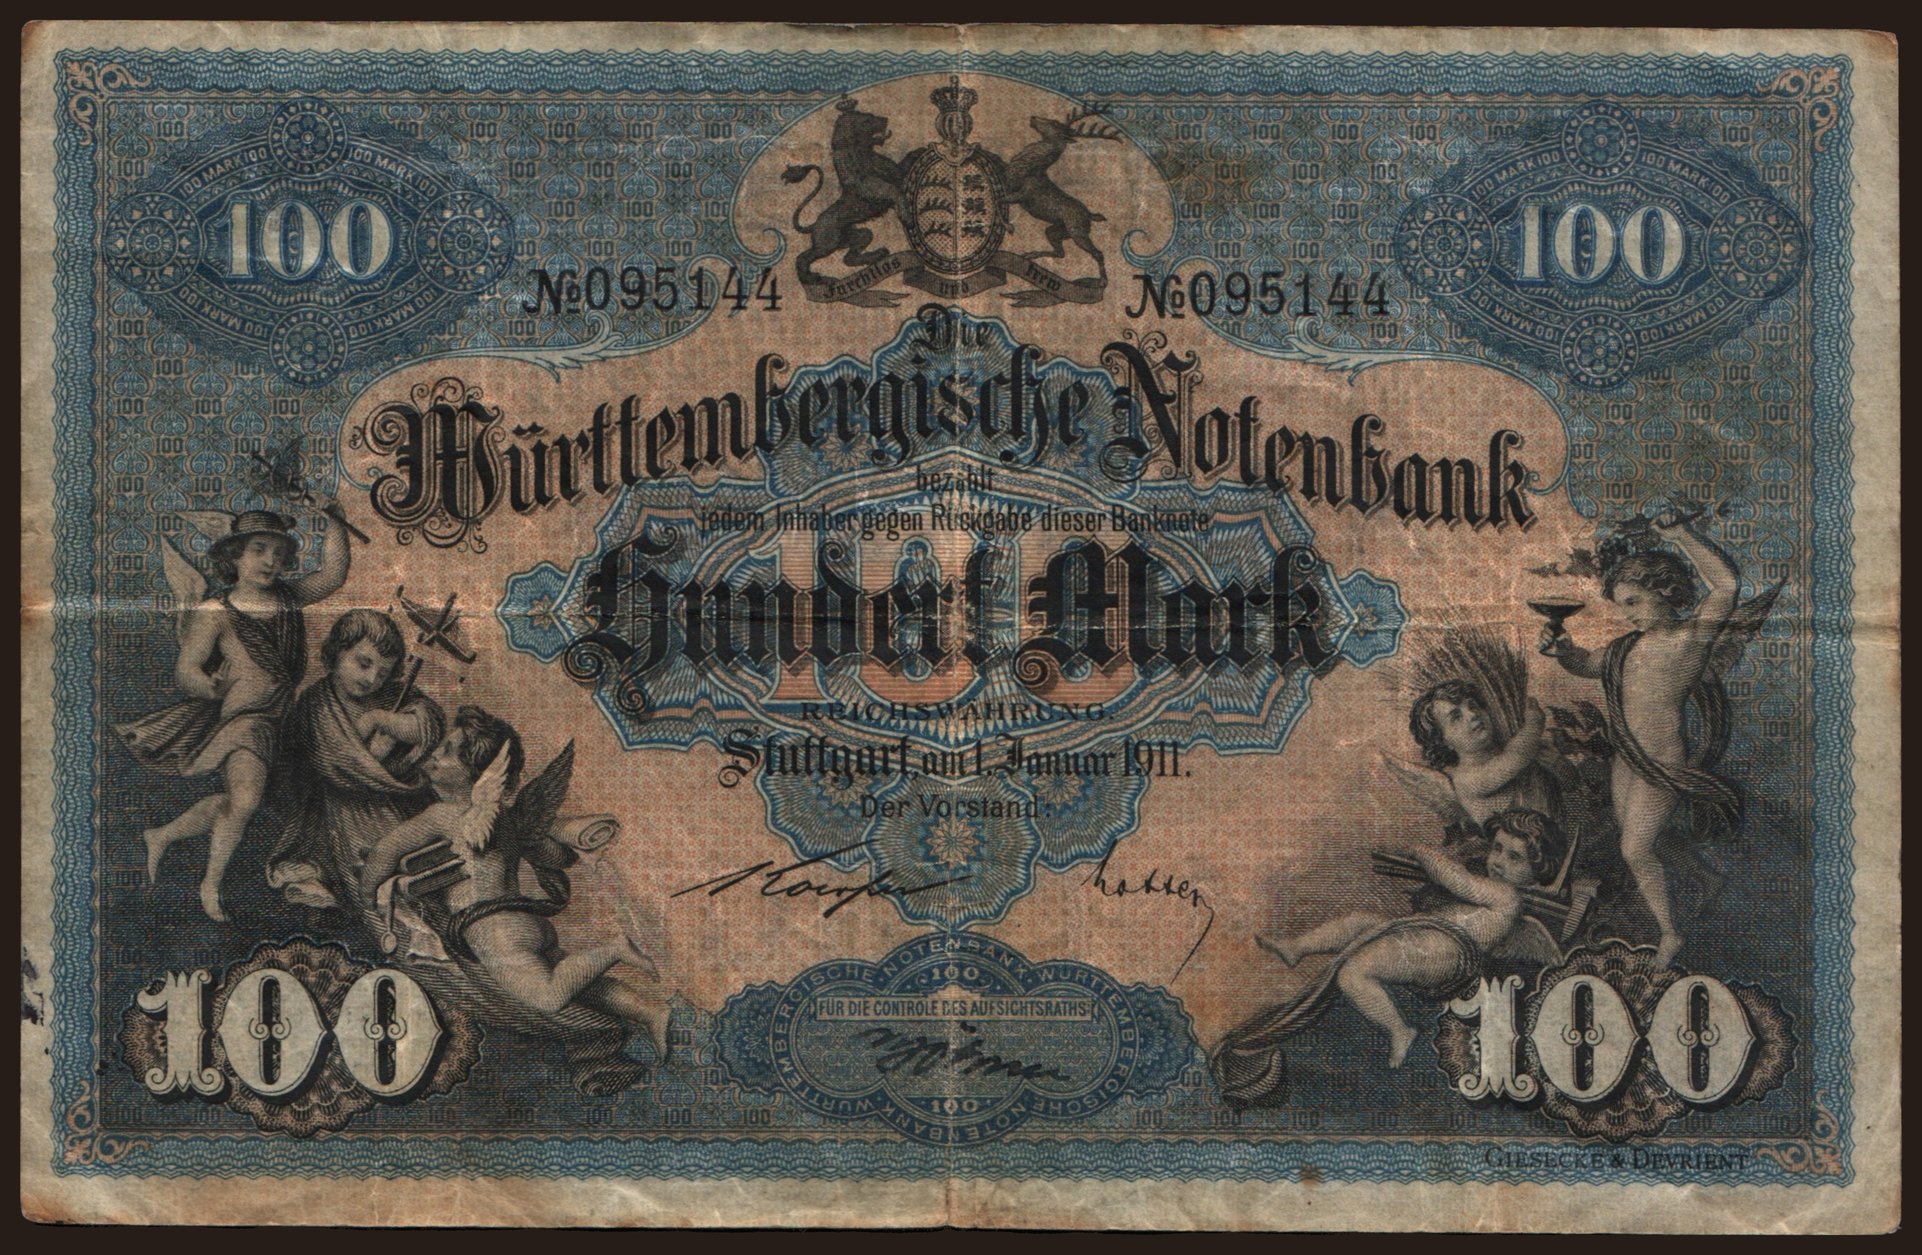 100 MARK 100
100 MARK 100
100
100
№095144
№095144
Furchtlos und trew
Die
Württembergische Notenbank
bezahlt
jedem Inhaber gegen Rückgabe dieser Banknote
Hundert Mark
100
REICHSWÄHRUNG.
Stuttgart, am 1. Januar 1911.
Der Vorstand:
WÜRTTEMBERGISCHE NOTENBANK
100
FÜR DIE CONTROLE DES AUFSICHTSRATHS:
100
100
100
GIESECKE & DEVRIENT